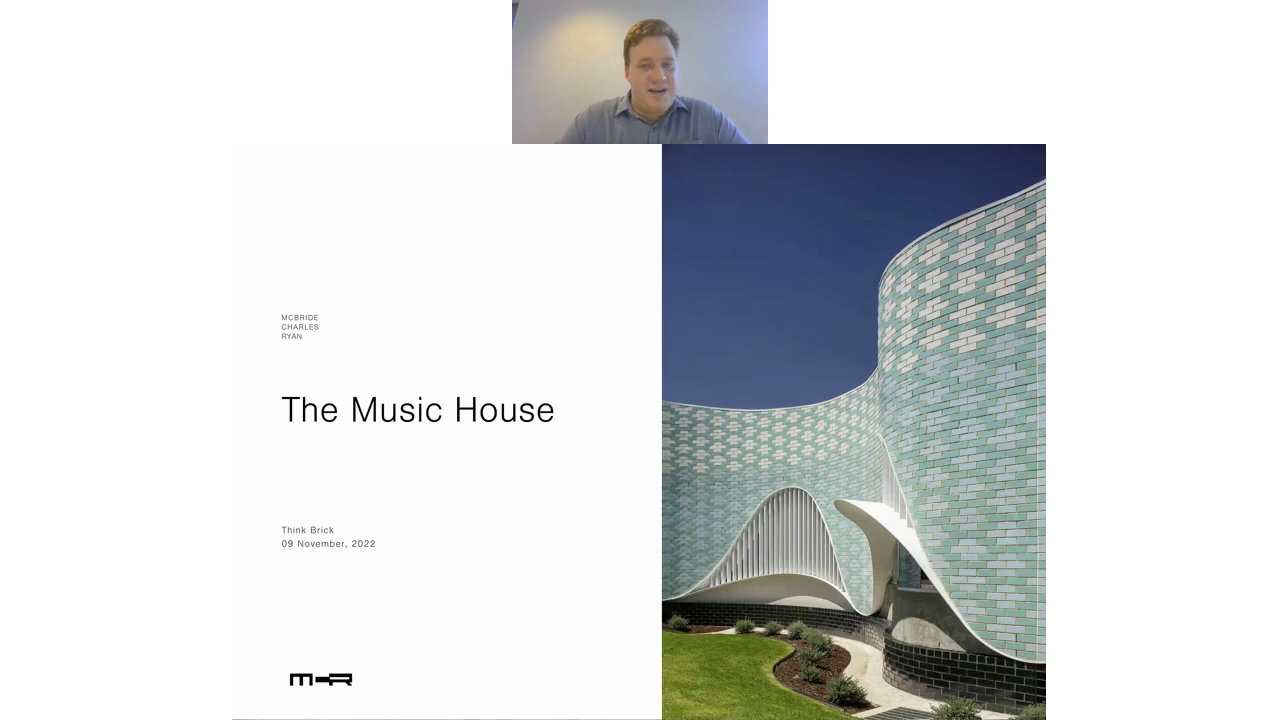 MCBRIDE
CHARLES
RYAN
The Music House
Think Brick
09 November, 2022
m-R